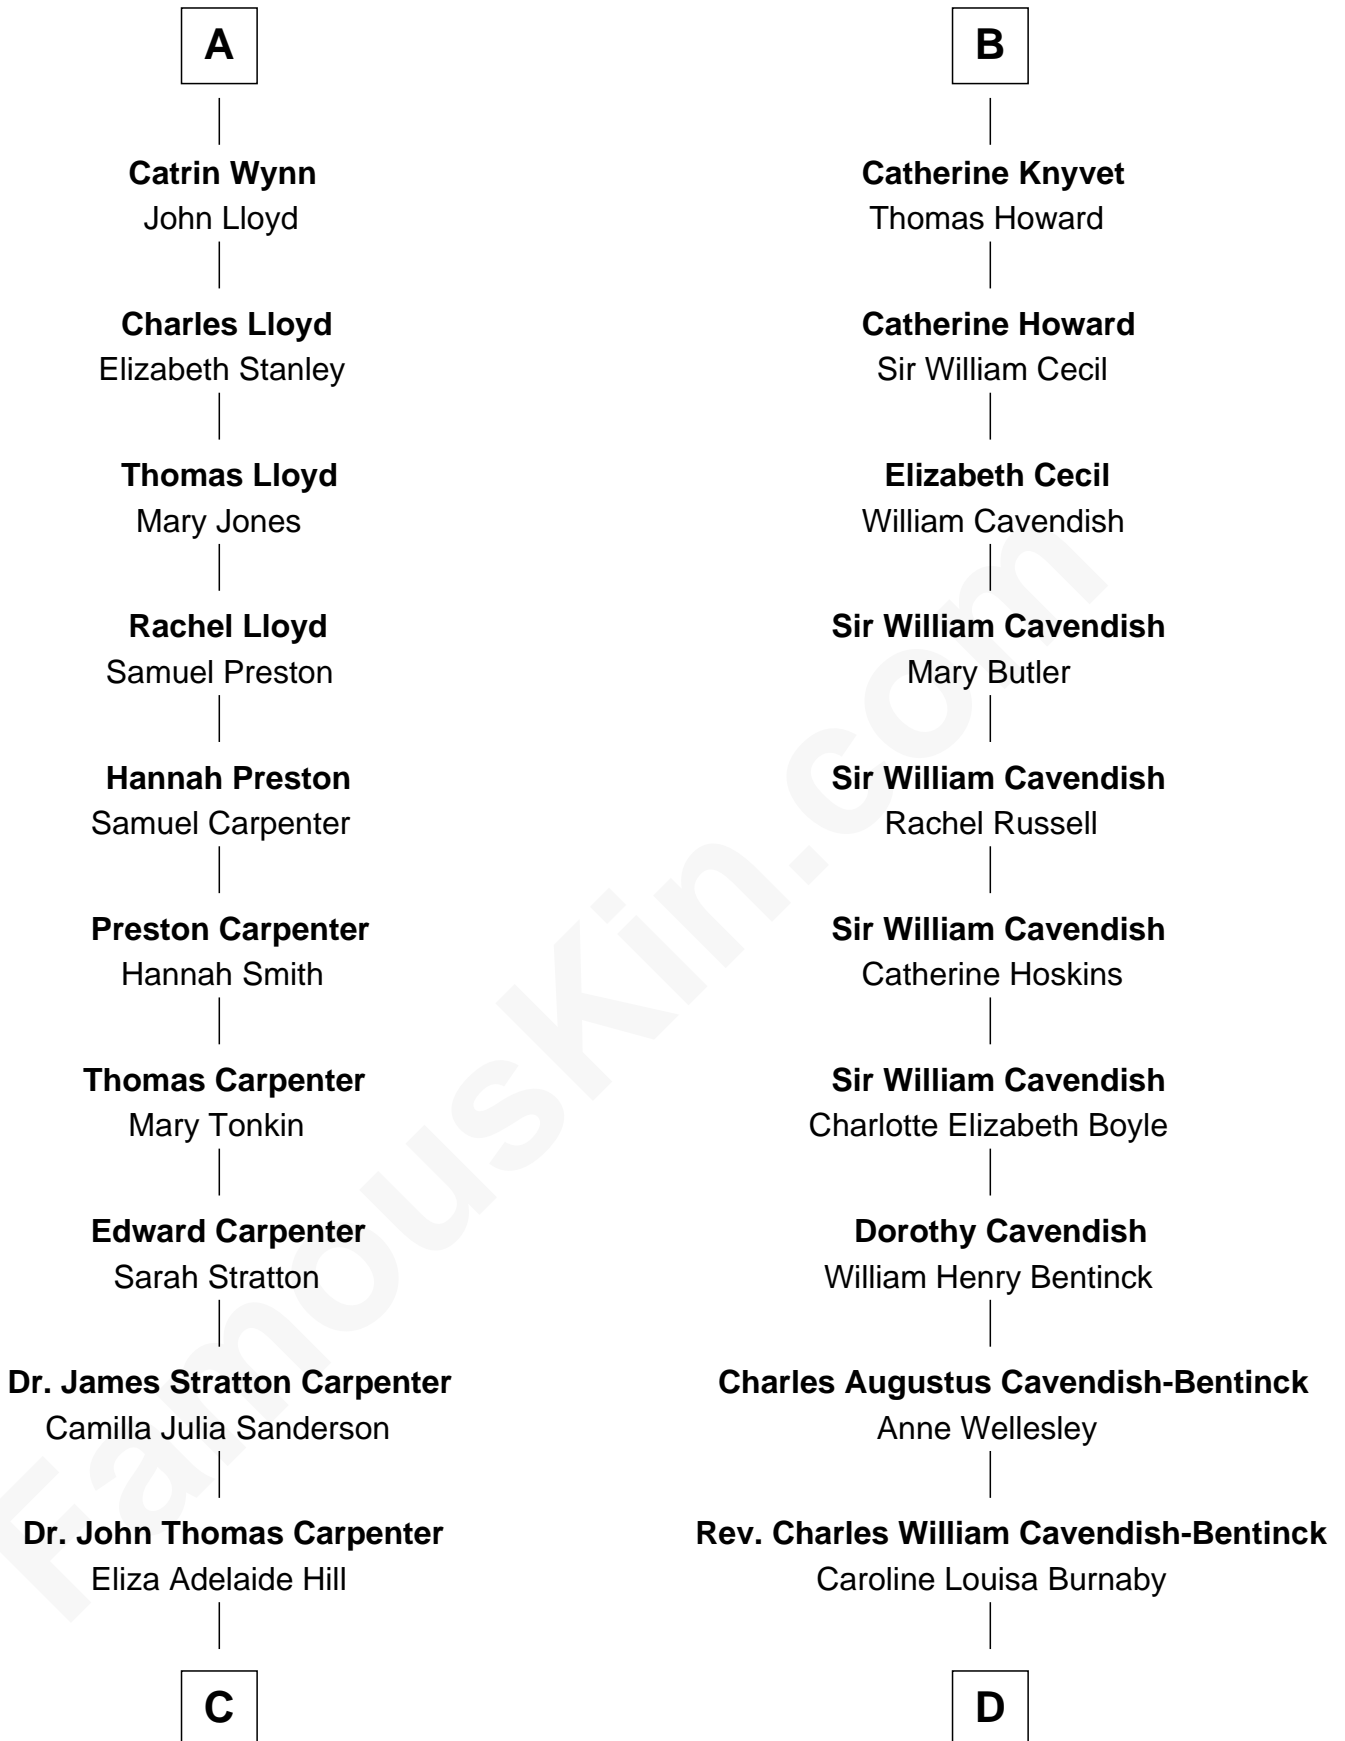 A
Catrin Wynn
John Lloyd
Charles Lloyd
Elizabeth Stanley
Thomas Lloyd
Mary Jones
Rachel Lloyd
Samuel Preston
Hannah Preston
Samuel Carpenter
Preston Carpenter
Hannah Smith
Thomas Carpenter
Mary Tonkin
Edward Carpenter
Sarah Stratton
Dr. James Stratton Carpenter
Camilla Julia Sanderson
Dr. John Thomas Carpenter
Eliza Adelaide Hill
C
B
Catherine Knyvet
Thomas Howard
Catherine Howard
Sir William Cecil
Elizabeth Cecil
William Cavendish
Sir William Cavendish
Mary Butler
Sir William Cavendish
Rachel Russell
Sir William Cavendish
Catherine Hoskins
Sir William Cavendish
Charlotte Elizabeth Boyle
Dorothy Cavendish
William Henry Bentinck
Charles Augustus Cavendish-Bentinck
Anne Wellesley
Rev. Charles William Cavendish-Bentinck
Caroline Louisa Burnaby
D
FamousKin.com